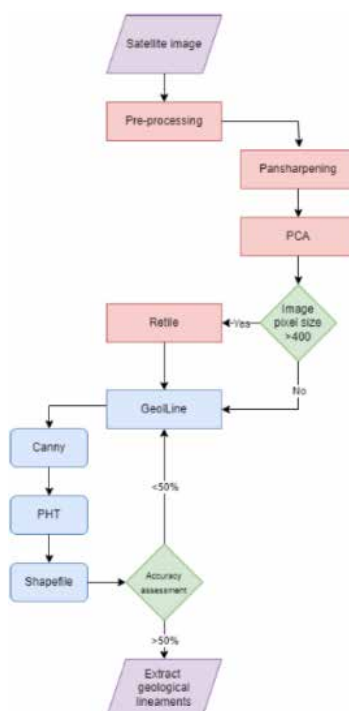 Satellite image
Pre-processing
Pansharpening
PCA
Image
pixel size
>400
Yes
Retile
No
GeolLine
Canny
<50%
PHT
Shapefile
Accuracy
assessment
>50%
Extract
geological
lineaments